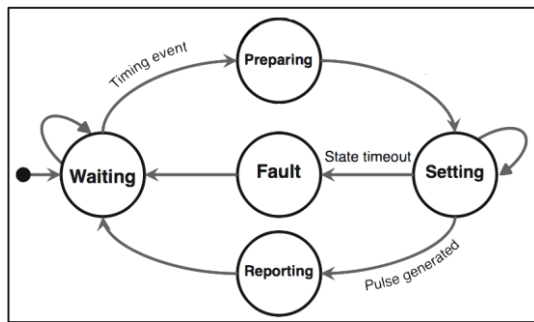 Timing event
Preparing
Waiting
Fault
State timeout
Setting
Reporting
Pulse generated